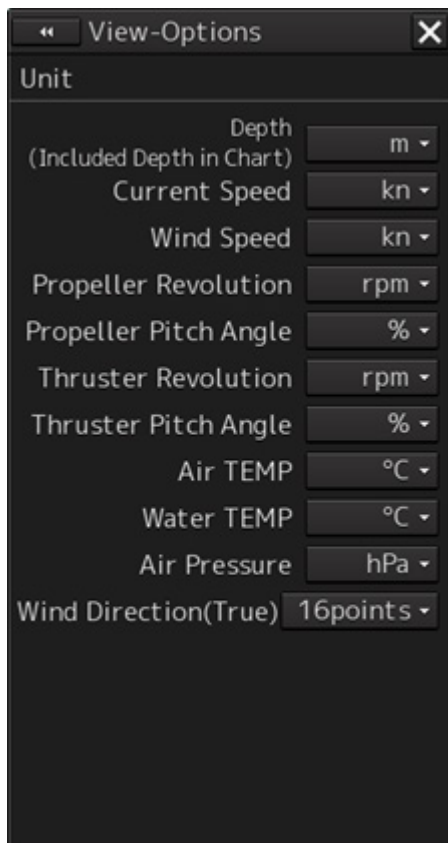 View-Options
Unit
Depth
(Included Depth in Chart) m
Current Speed kn
Wind Speed kn
Propeller Revolution rpm
Propeller Pitch Angle %
Thruster Revolution rpm
Thruster Pitch Angle %
Air TEMP °C
Water TEMP °C
Air Pressure hPa
Wind Direction(True) 16points